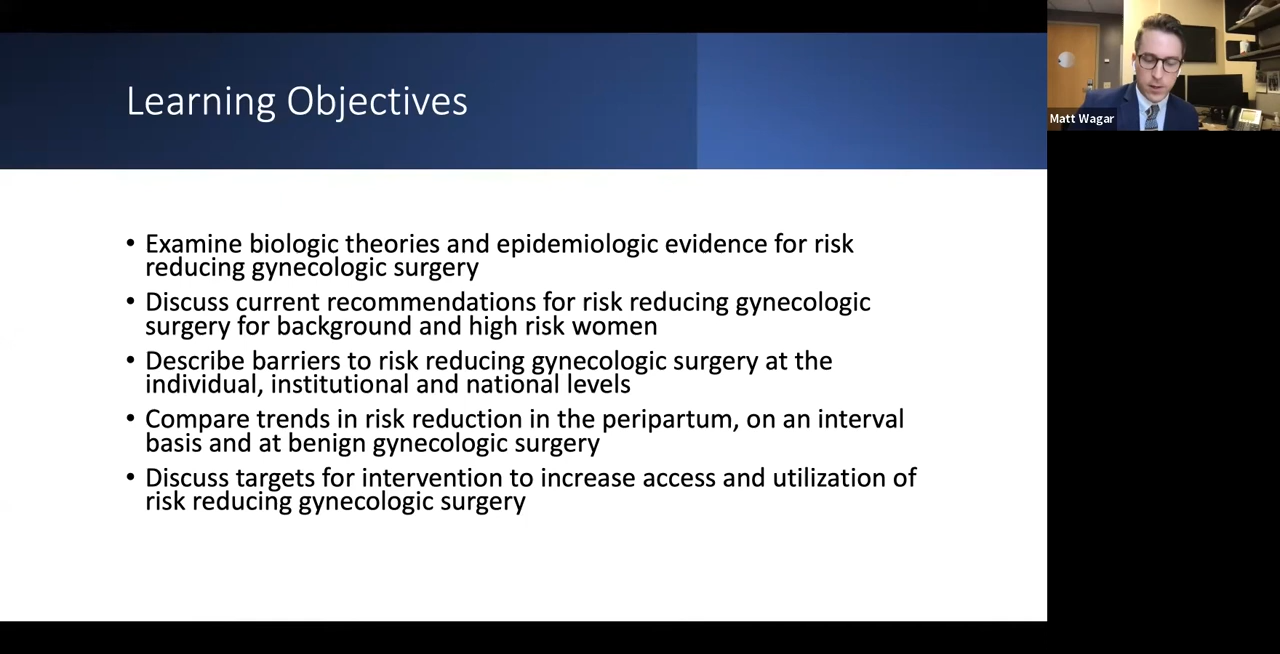 Learning Objectives
• Examine biologic theories and epidemiologic evidence for risk
reducing gynecologic surgery
• Discuss current recommendations for risk reducing gynecologic
surgery for background and high risk women
• Describe barriers to risk reducing gynecologic surgery at the
individual, institutional and national levels
• Compare trends in risk reduction in the peripartum, on an interval
basis and at benign gynecologic surgery
• Discuss targets for intervention to increase access and utilization of
risk reducing gynecologic surgery
Matt Wagar